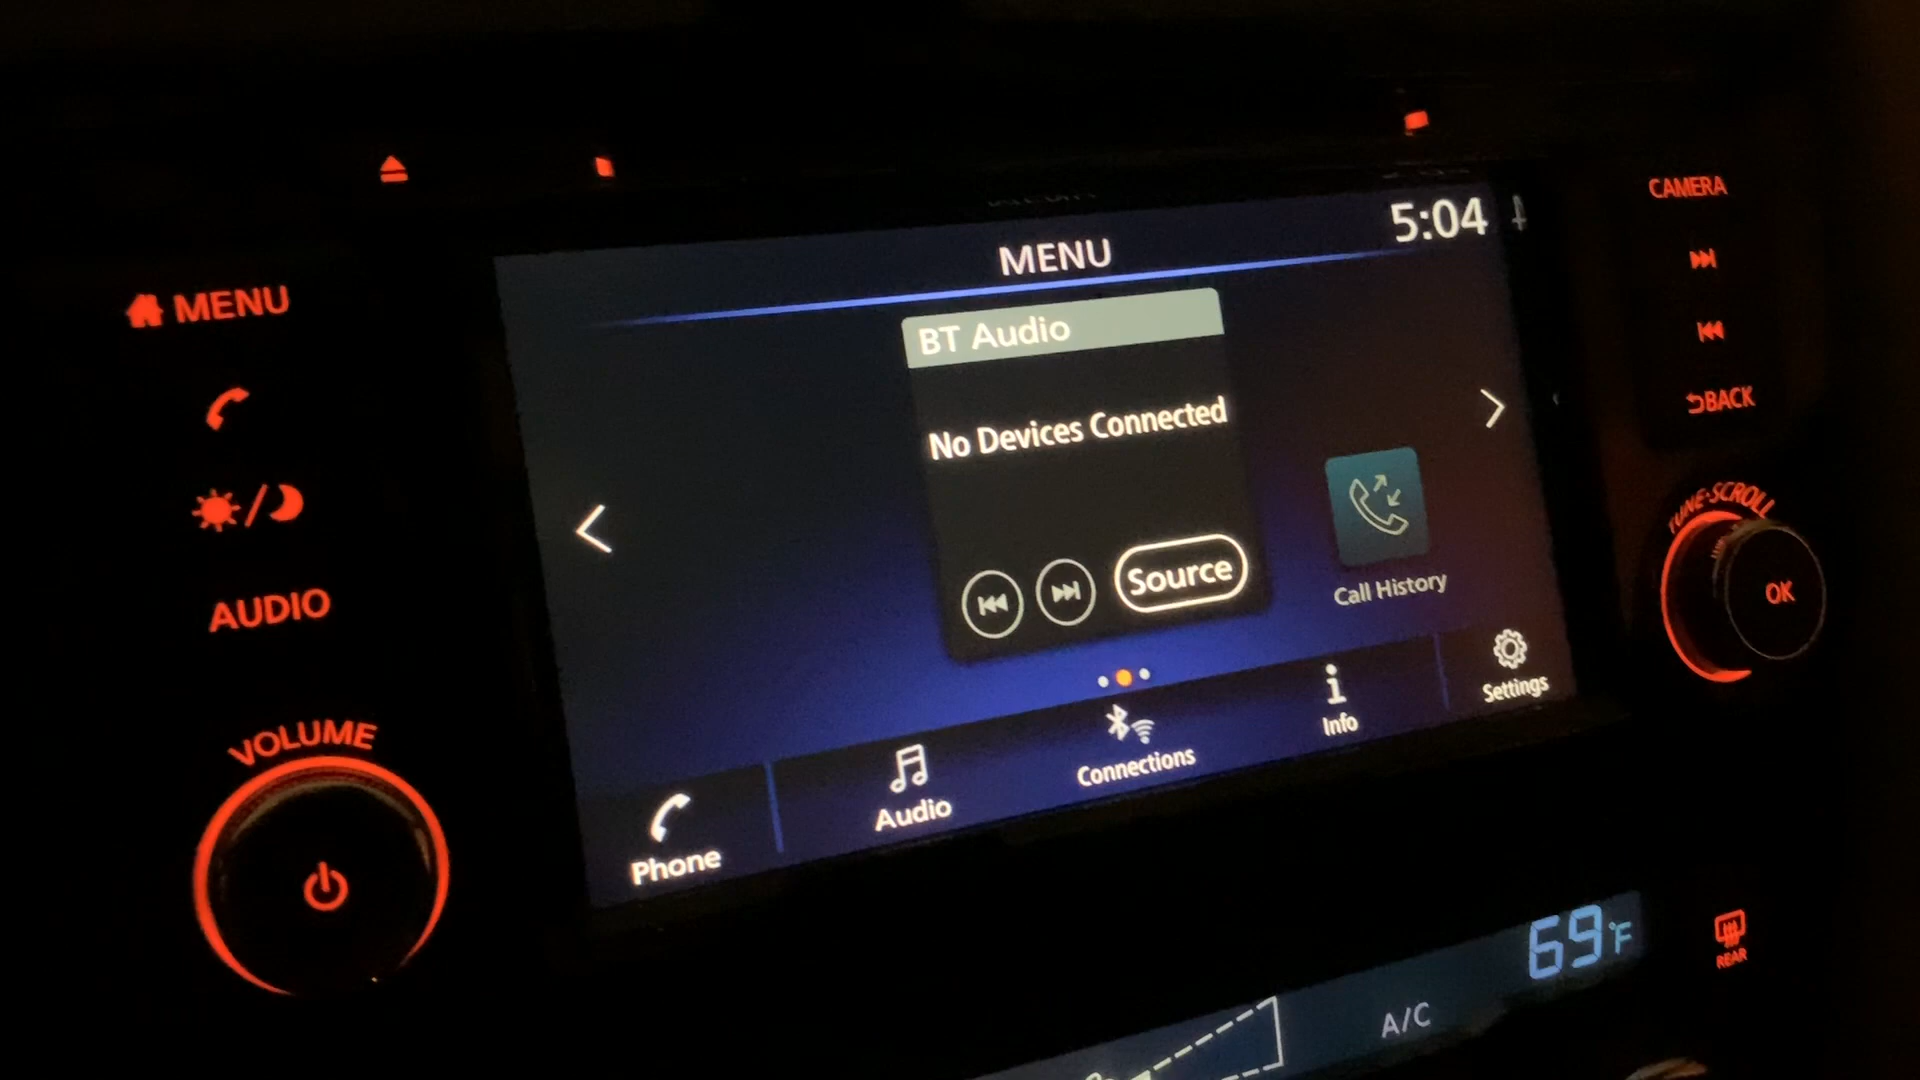 MENU
AUDIO
VOLUME
MENU
5:04
BT Audio
No Devices Connected
Source
Call History
Phone
Audio
Connections
Info
Settings
CAMERA
BACK
TUNE·SCROLL
OK
69°F
A/C
REAR